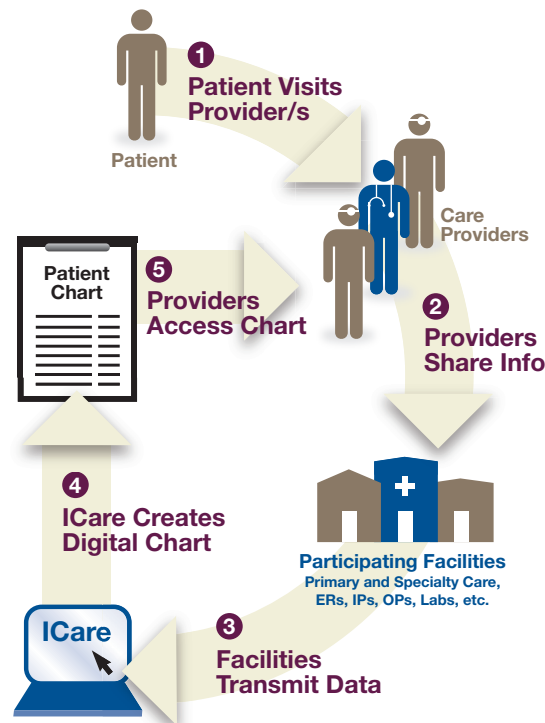 1
Patient Visits
Provider/s
Patient
Care
Providers
2
Providers
Share Info
Participating Facilities
Primary and Specialty Care,
ERs, IPs, OPs, Labs, etc.
3
Facilities
Transmit Data
ICare
4
ICare Creates
Digital Chart
Patient
Chart
5
Providers
Access Chart